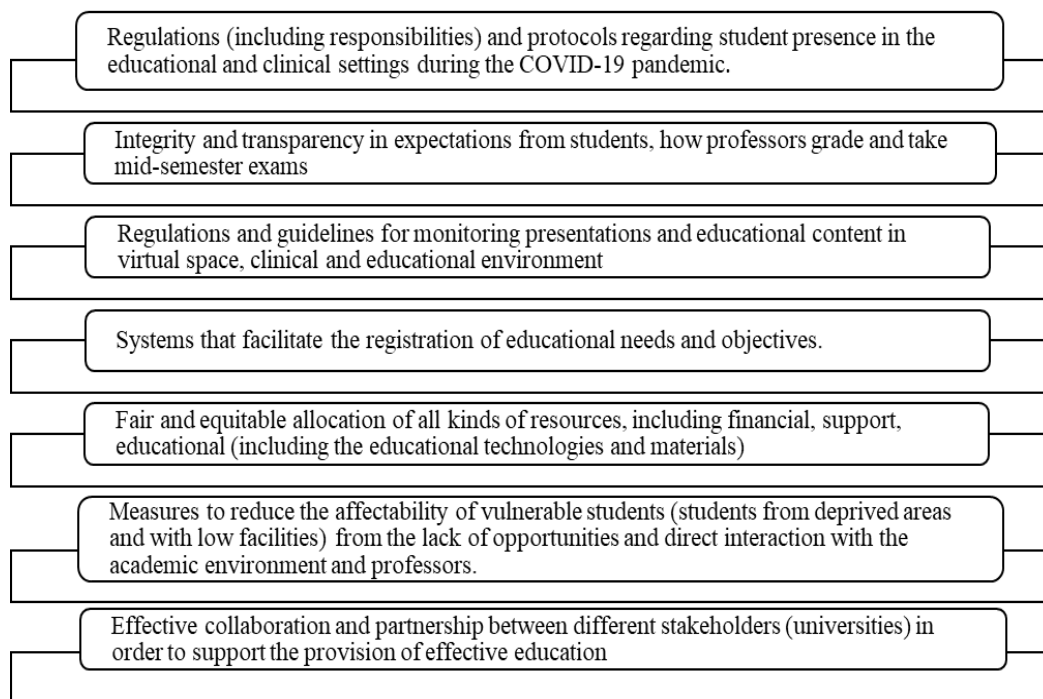 Regulations (including responsibilities) and protocols regarding student presence in the
educational and clinical settings during the COVID-19 pandemic.
Integrity and transparency in expectations from students, how professors grade and take
mid-semester exams
Regulations and guidelines for monitoring presentations and educational content in
virtual space, clinical and educational environment
Systems that facilitate the registration of educational needs and objectives.
Fair and equitable allocation of all kinds of resources, including financial, support,
educational (including the educational technologies and materials)
Measures to reduce the affectability of vulnerable students (students from deprived areas
and with low facilities) from the lack of opportunities and direct interaction with the
academic environment and professors.
Effective collaboration and partnership between different stakeholders (universities) in
order to support the provision of effective education